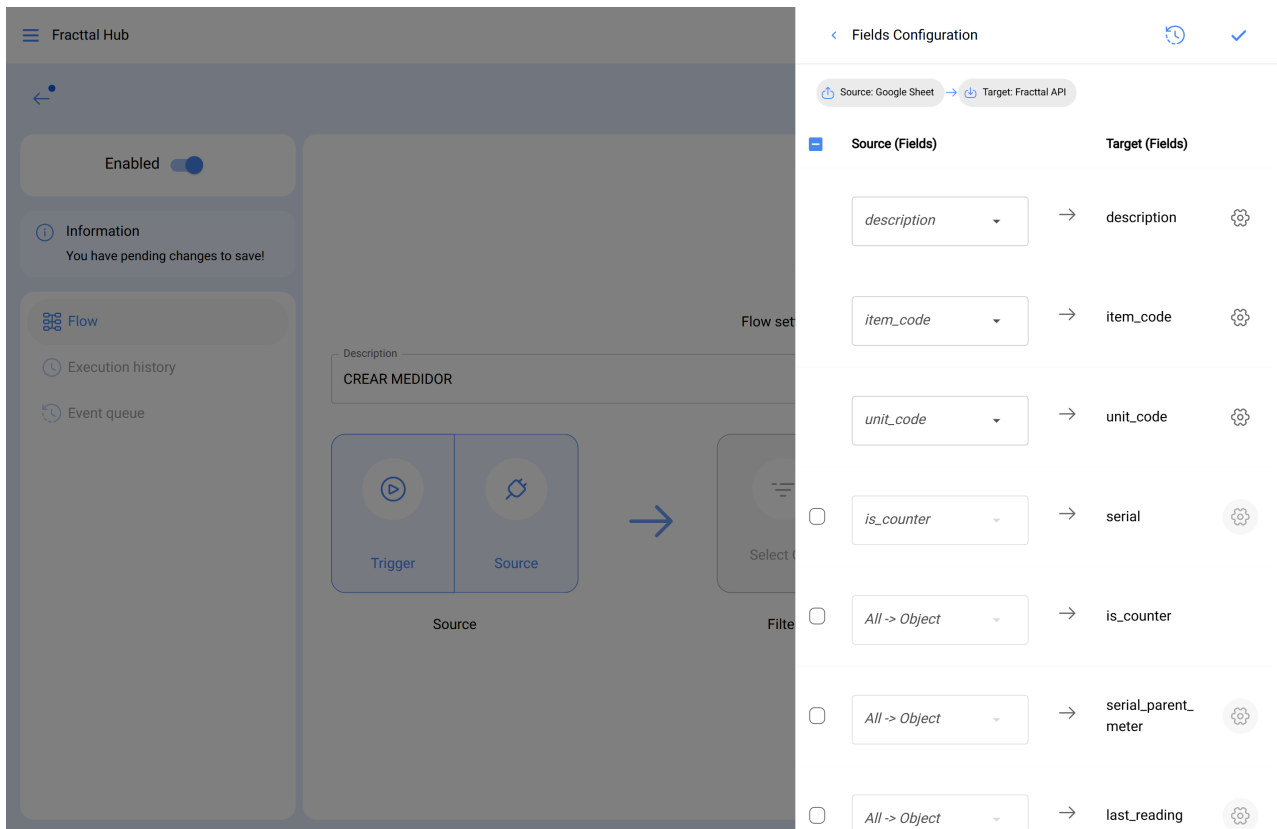 Fracttal Hub
Enabled
Information
You have pending changes to save!
Flow
Execution history
Event queue
Flow set
Description
CREAR MEDIDOR
Trigger
Source
Select
Source
Filte
Fields Configuration
Source: Google Sheet
Target: Fracttal API
Source (Fields)
Target (Fields)
description
description
item_code
item_code
unit_code
unit_code
is_counter
serial
All -> Object
is_counter
All -> Object
serial_parent_
meter
All -> Object
last_reading